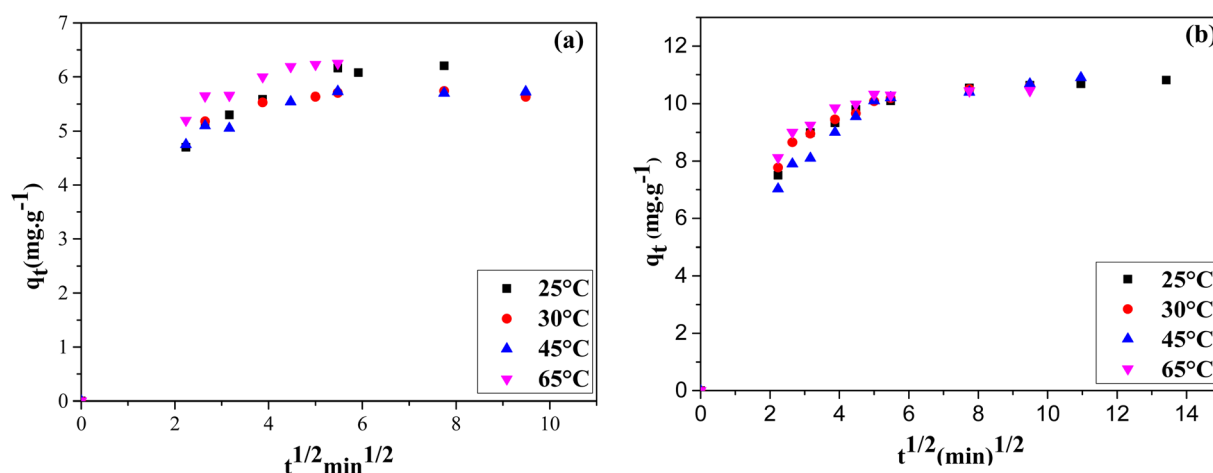 (a)
7
6
5
4
3
2
1
0
qt(mg.g-1)
0 2 4 6 8 10
t1/2min1/2
25°C
30°C
45°C
65°C
(b)
12
10
8
6
4
2
0
qt (mg.g-1)
0 2 4 6 8 10 12 14
t1/2(min)1/2
25°C
30°C
45°C
65°C